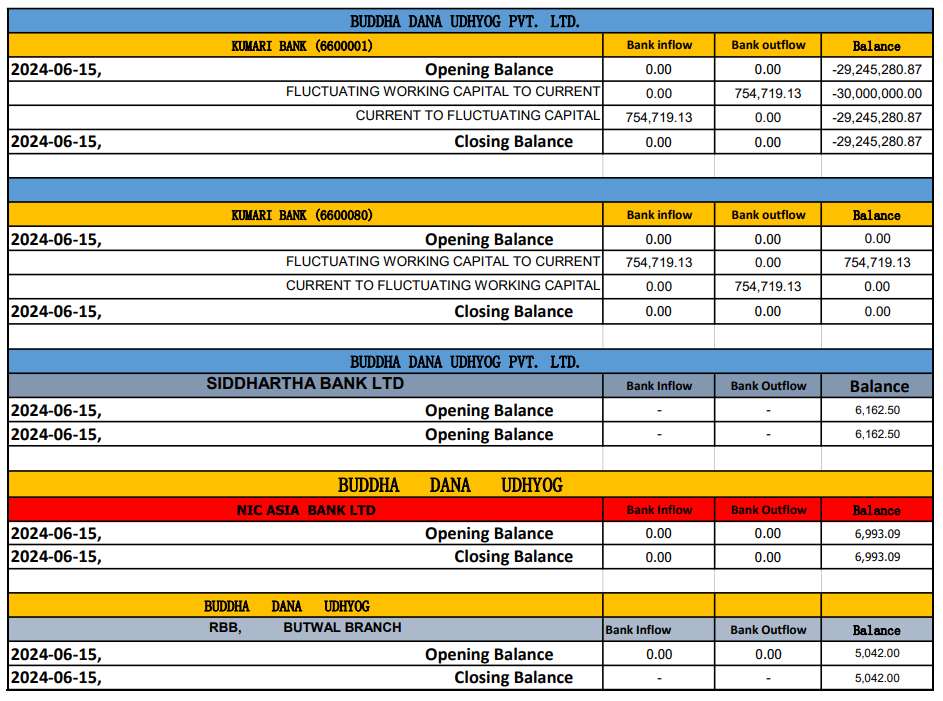 BUDDHA DANA UDHYOG PVT. LTD.
KUMARI BANK (6600001) Bank inflow Bank outflow Balance
2024-06-15, Opening Balance 0.00 0.00 -29,245,280.87
FLUCTUATING WORKING CAPITAL TO CURRENT 0.00 754,719.13 -30,000,000.00
CURRENT TO FLUCTUATING CAPITAL 754,719.13 0.00 -29,245,280.87
2024-06-15, Closing Balance 0.00 0.00 -29,245,280.87
KUMARI BANK (6600080) Bank inflow Bank outflow Balance
2024-06-15, Opening Balance 0.00 0.00 0.00
FLUCTUATING WORKING CAPITAL TO CURRENT 754,719.13 0.00 754,719.13
CURRENT TO FLUCTUATING WORKING CAPITAL 0.00 754,719.13 0.00
2024-06-15, Closing Balance 0.00 0.00 0.00
BUDDHA DANA UDHYOG PVT. LTD.
SIDDHARTHA BANK LTD Bank Inflow Bank Outflow Balance
2024-06-15, Opening Balance - - 6,162.50
2024-06-15, Opening Balance - - 6,162.50
BUDDHA DANA UDHYOG
NIC ASIA BANK LTD Bank Inflow Bank Outflow Balance
2024-06-15, Opening Balance 0.00 0.00 6,993.09
2024-06-15, Closing Balance 0.00 0.00 6,993.09
BUDDHA DANA UDHYOG
RBB, BUTWAL BRANCH Bank Inflow Bank Outflow Balance
2024-06-15, Opening Balance 0.00 0.00 5,042.00
2024-06-15, Closing Balance - - 5,042.00